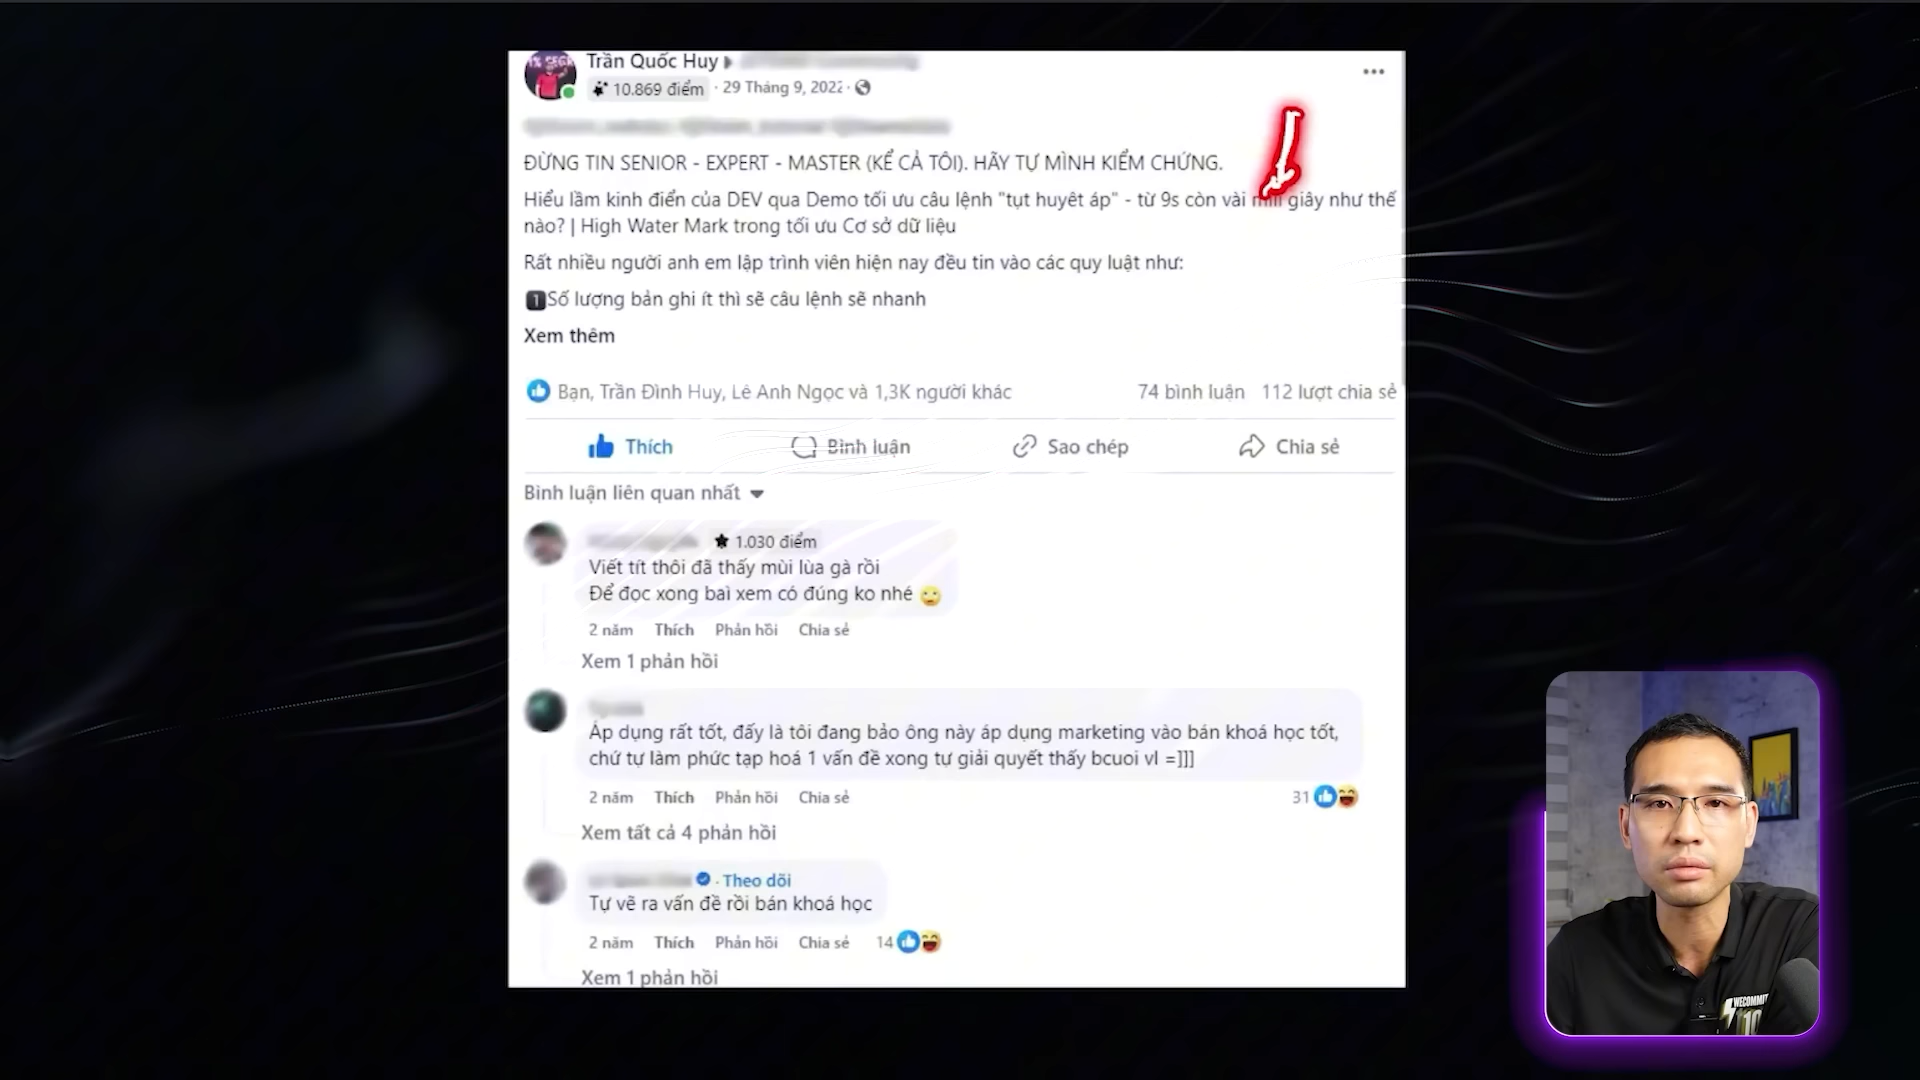 Trần Quốc Huy
10.869 điểm · 29 Tháng 9, 2022 ·
ĐỪNG TIN SENIOR - EXPERT - MASTER (KỂ CẢ TÔI). HÃY TỰ MÌNH KIỂM CHỨNG.
Hiểu lầm kinh điển của DEV qua Demo tối ưu câu lệnh "tụt huyêt áp" - từ 9s còn vài mili giây như thế
nào? | High Water Mark trong tối ưu Cơ sở dữ liệu
Rất nhiều người anh em lập trình viên hiện nay đều tin vào các quy luật như:
1 Số lượng bản ghi ít thì sẽ câu lệnh sẽ nhanh
Xem thêm
Bạn, Trần Đình Huy, Lê Anh Ngọc và 1,3K người khác 74 bình luận 112 lượt chia sẻ
Thích Bình luận Sao chép Chia sẻ
Bình luận liên quan nhất
1.030 điểm
Viết tít thôi đã thấy mùi lùa gà rồi
Để đọc xong baì xem có đúng ko nhé
2 năm Thích Phản hồi Chia sẻ
Xem 1 phản hồi
Áp dụng rất tốt, đấy là tôi đang bảo ông này áp dụng marketing vào bán khoá học tốt,
chứ tự làm phức tạp hoá 1 vấn đề xong tự giải quyết thấy bcuoi vl =]]]
2 năm Thích Phản hồi Chia sẻ 31
Xem tất cả 4 phản hồi
· Theo dõi
Tự vẽ ra vấn đề rồi bán khoá học
2 năm Thích Phản hồi Chia sẻ 14
Xem 1 phản hồi
WECOMMIT
10